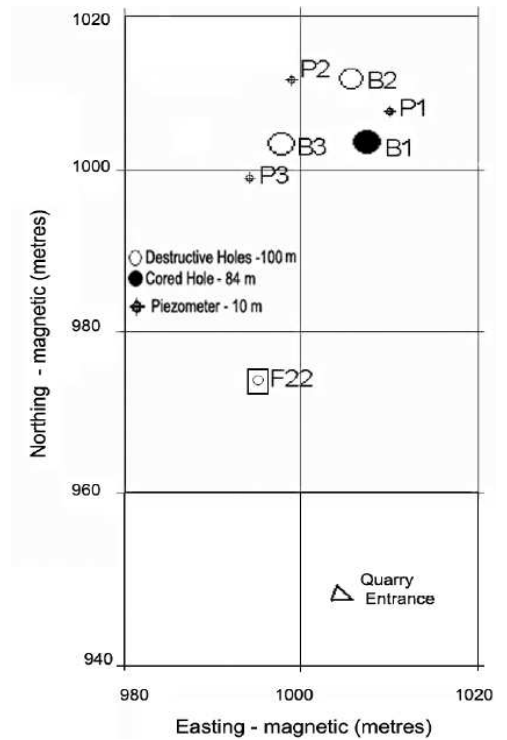 1020
P2
B2
P1
B3
B1
1000
P3
Destructive Holes -100 m
Cored Hole - 84 m
Piezometer - 10 m
980
F22
Northing - magnetic (metres)
960
Quarry
Entrance
940
980
1000
1020
Easting - magnetic (metres)